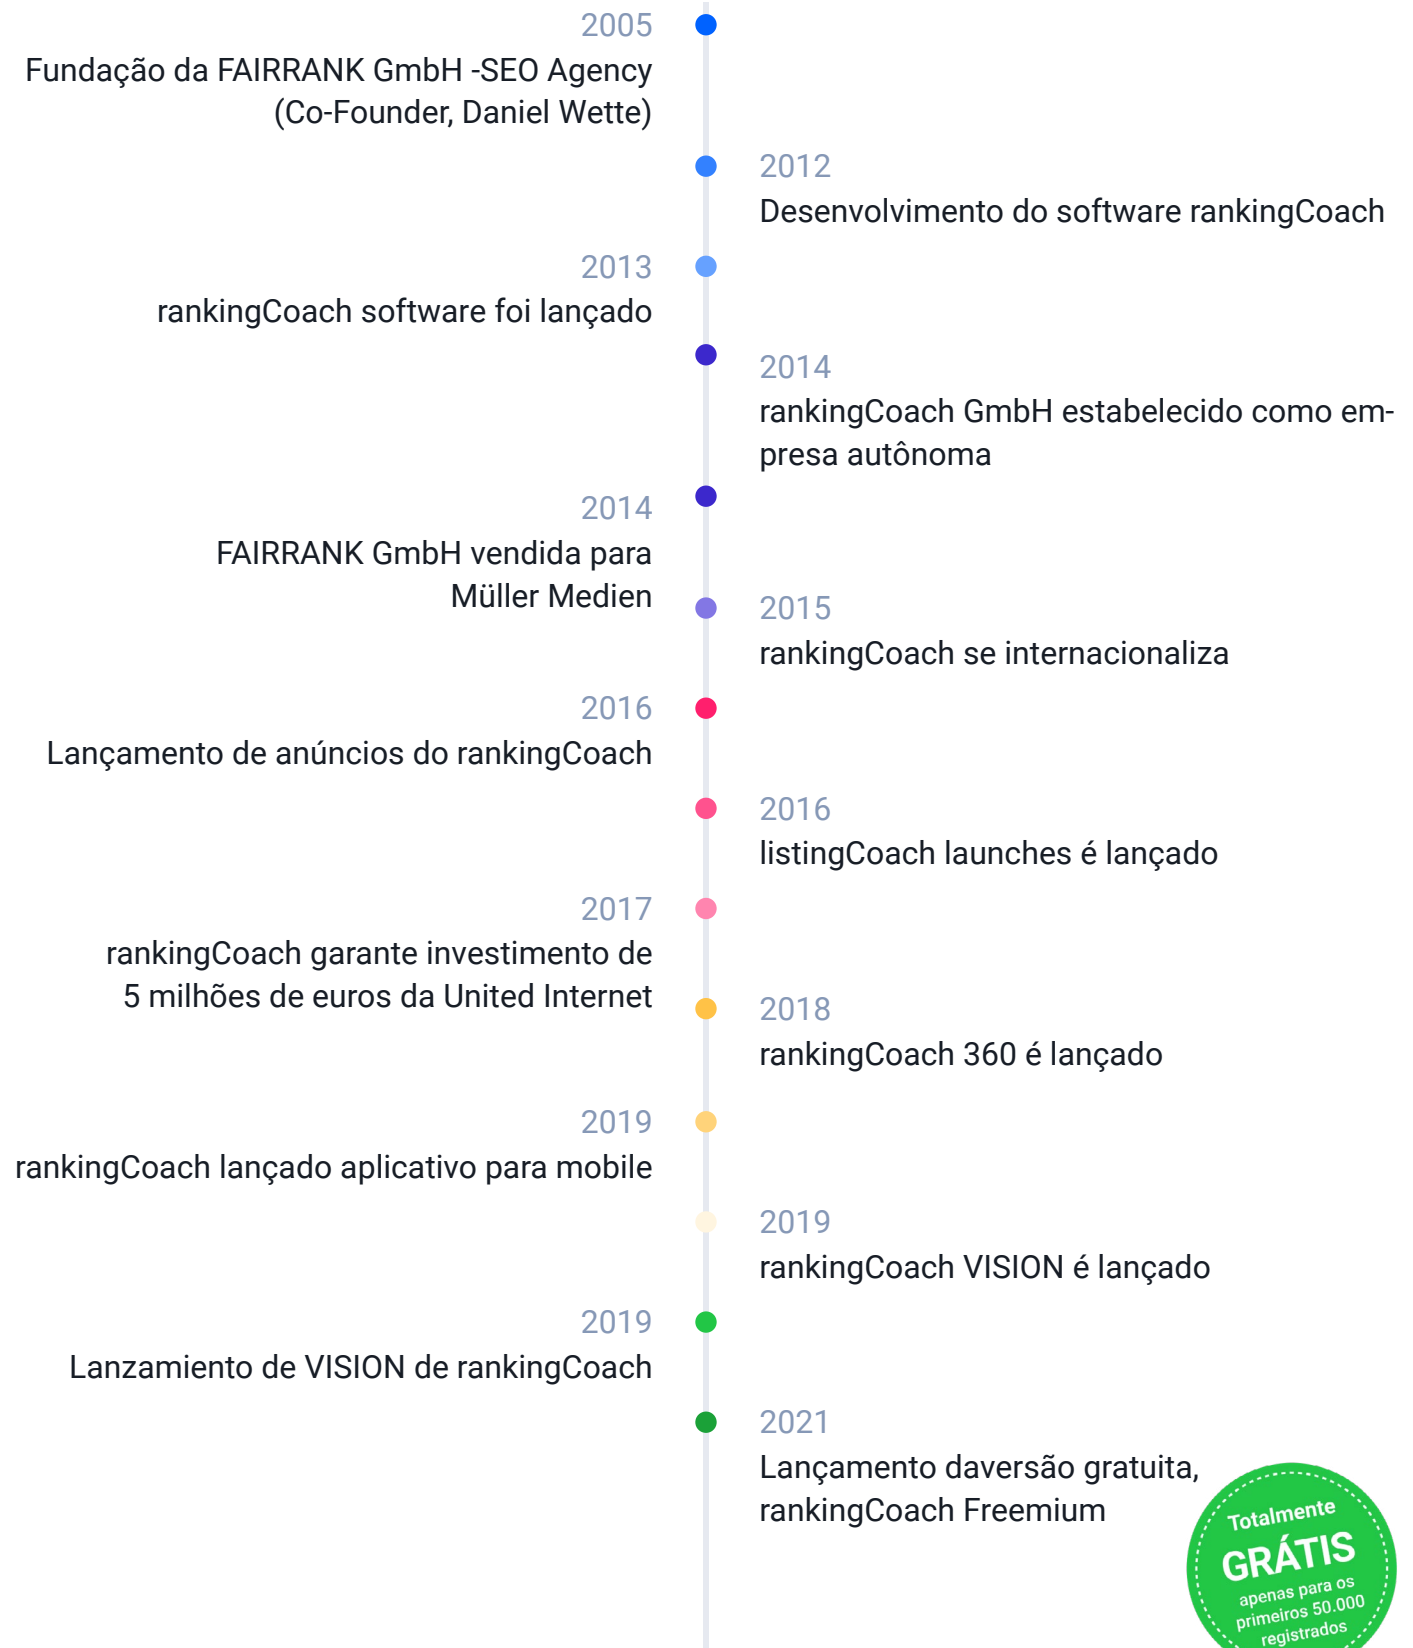 2005
Fundação da FAIRRANK GmbH -SEO Agency
(Co-Founder, Daniel Wette)
2012
Desenvolvimento do software rankingCoach
2013
rankingCoach software foi lançado
2014
rankingCoach GmbH estabelecido como em-
presa autônoma
2014
FAIRRANK GmbH vendida para
Müller Medien
2015
rankingCoach se internacionaliza
2016
Lançamento de anúncios do rankingCoach
2016
listingCoach launches é lançado
2017
rankingCoach garante investimento de
5 milhões de euros da United Internet
2018
rankingCoach 360 é lançado
2019
rankingCoach lançado aplicativo para mobile
2019
rankingCoach VISION é lançado
2019
Lanzamiento de VISION de rankingCoach
2021
Lançamento daversão gratuita,
rankingCoach Freemium
Totalmente
GRÁTIS
apenas para os
primeiros 50.000
registrados